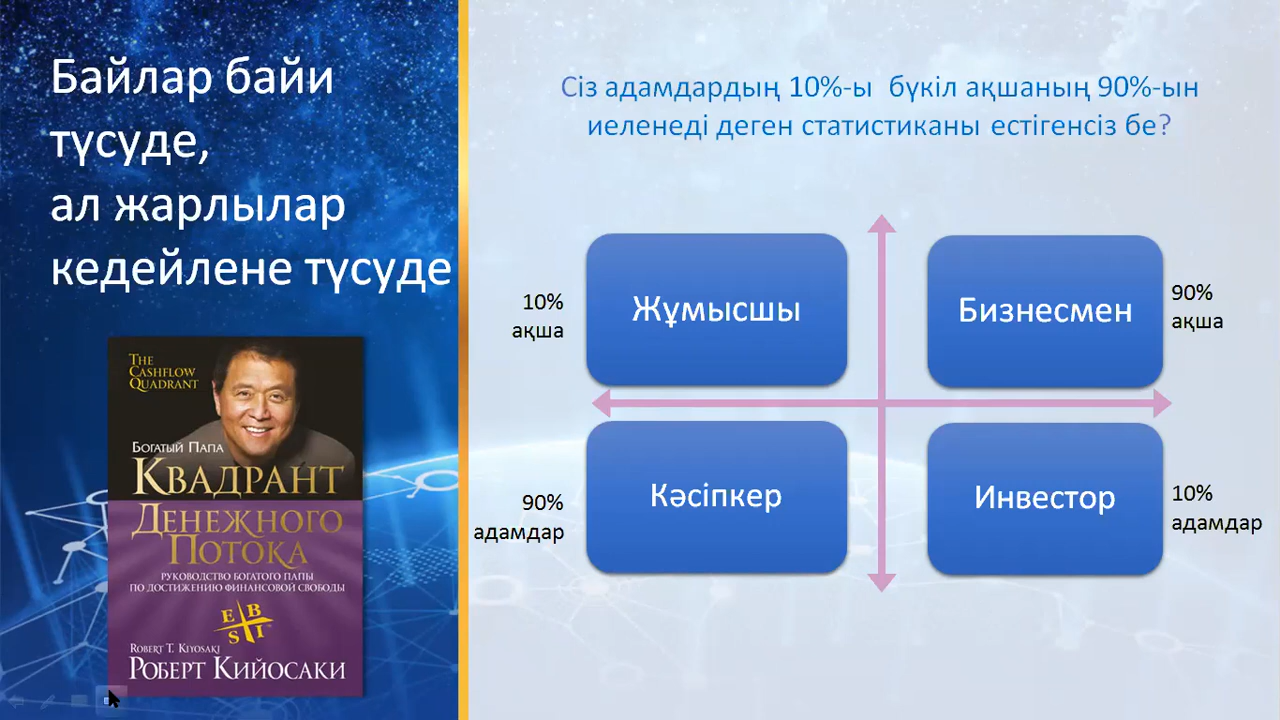 Байлар байи
түсуде,
ал жарлылар
кедейлене түсуде
THE
CASHFLOW
QUADRANT
БОГАТЫЙ ПАПА
КВАДРАНТ
ДЕНЕЖНОГО
ПОТОКА
РУКОВОДСТВО БОГАТОГО ПАПЫ
ПО ДОСТИЖЕНИЮ ФИНАНСОВОЙ СВОБОДЫ
E B
S I
ROBERT T. KIYOSAKI
РОБЕРТ КИЙОСАКИ
Сіз адамдардың 10%-ы бүкіл ақшаның 90%-ын
иеленеді деген статистиканы естігенсіз бе?
10%
ақша
Жұмысшы
Бизнесмен
90%
ақша
90%
адамдар
Кәсіпкер
Инвестор
10%
адамдар